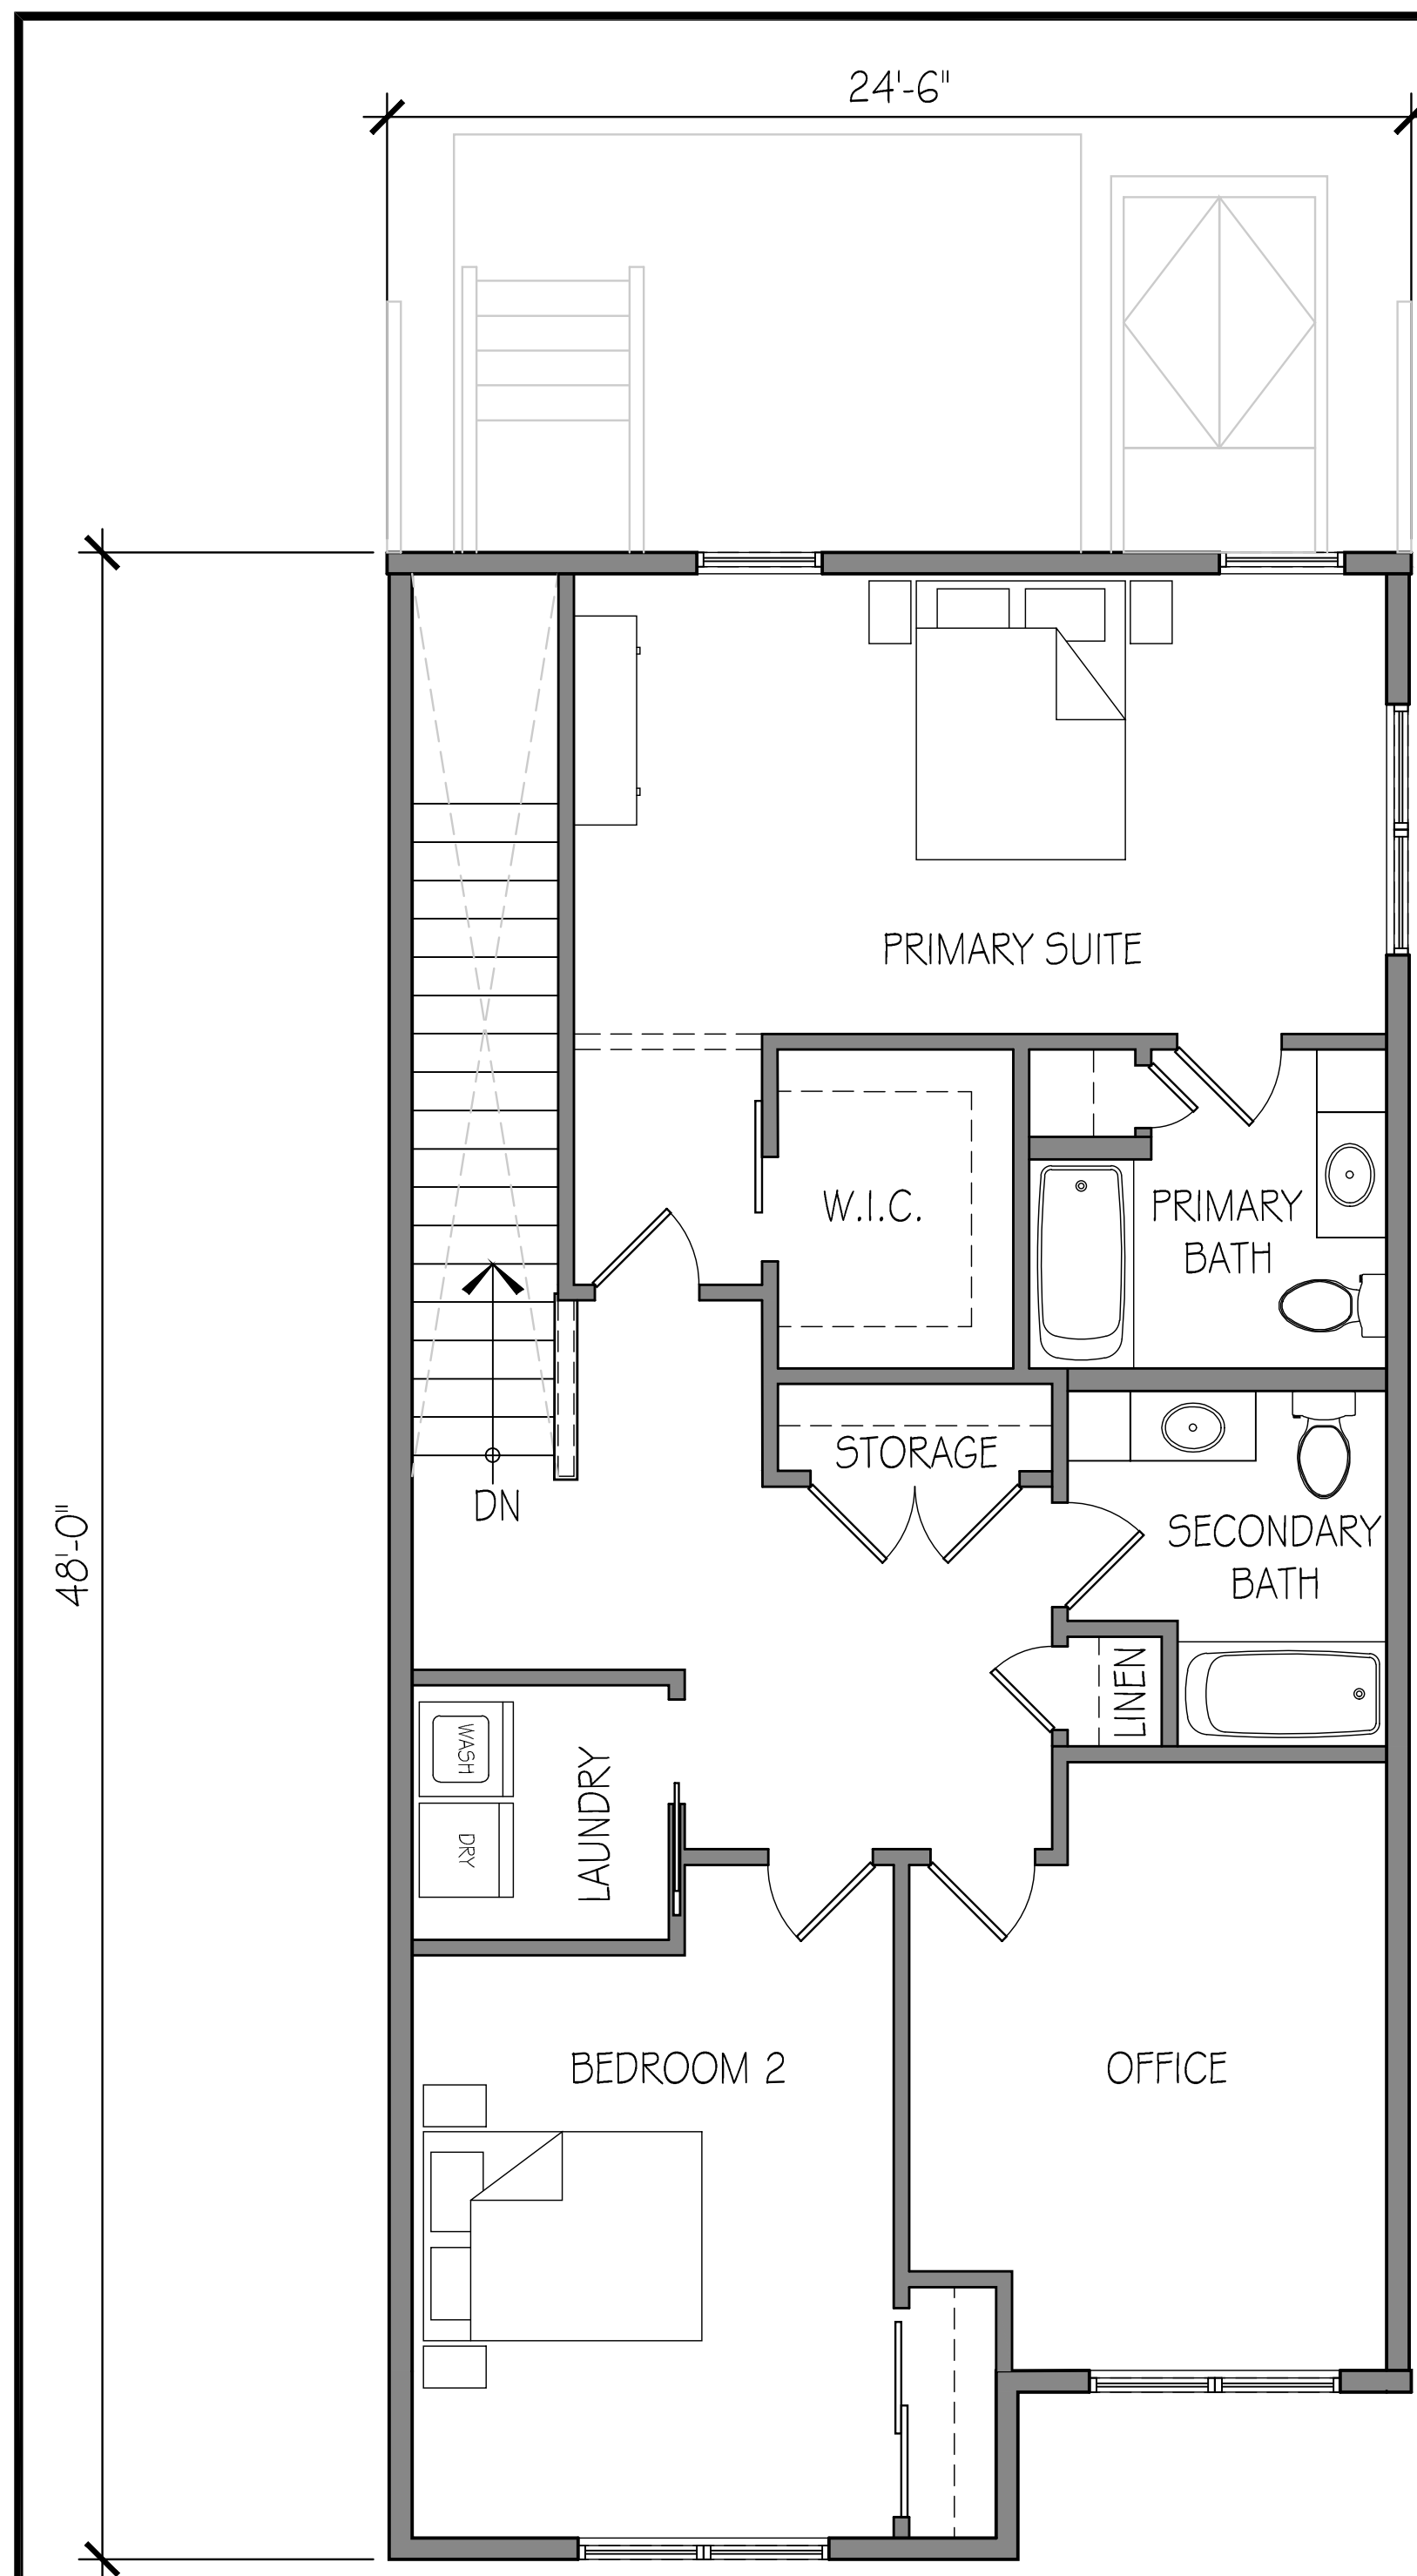 24'-6"
PRIMARY SUITE
W.I.C.
PRIMARY
BATH
STORAGE
DN
48'-0"
SECONDARY
BATH
LINEN
WASH
DRY
LAUNDRY
BEDROOM 2
OFFICE